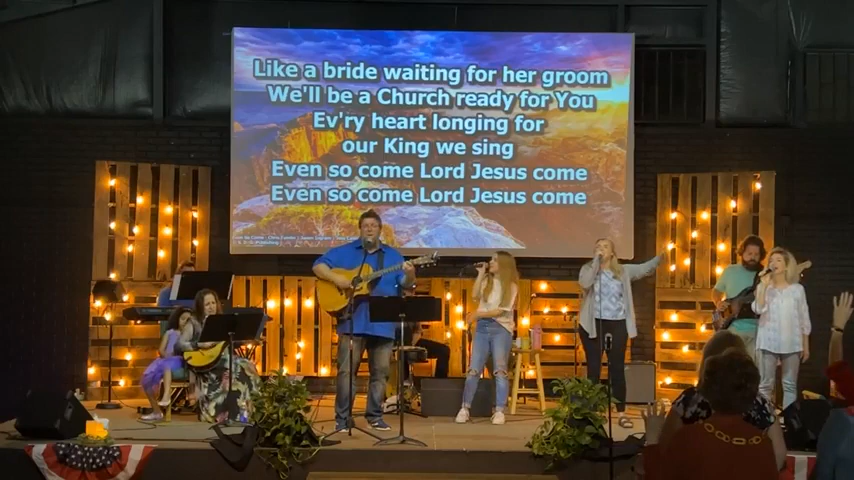 Like a bride waiting for her groom
We'll be a Church ready for You
Ev'ry heart longing for
our King we sing
Even so come Lord Jesus come
Even so come Lord Jesus come